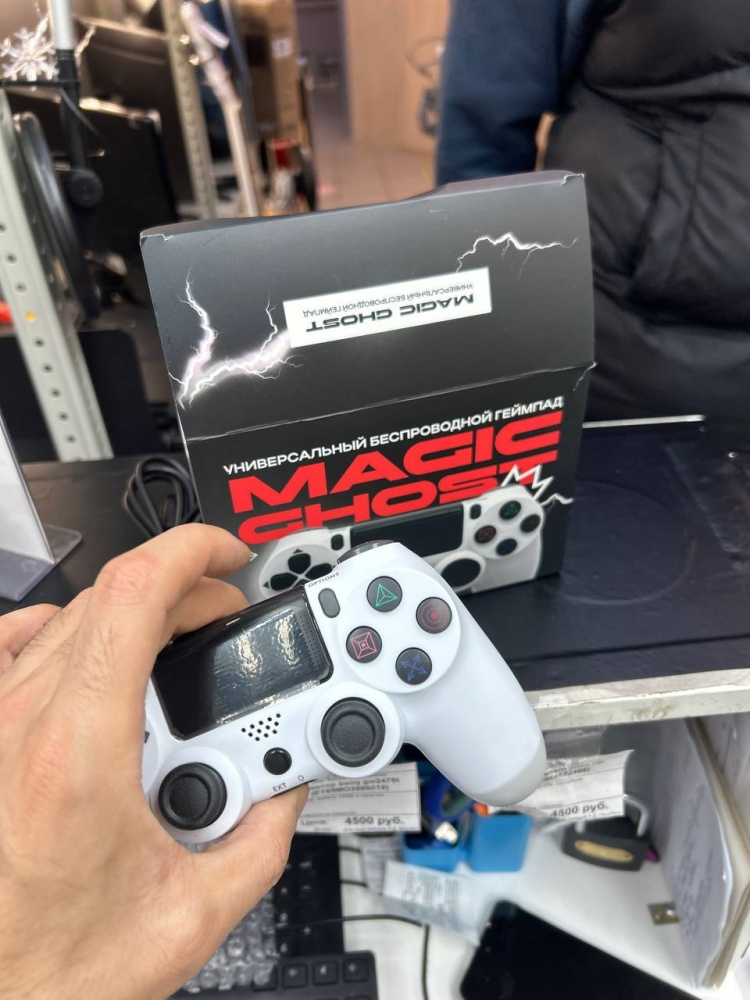 MAGIC GHOST
УНИВЕРСАЛЬНЫЙ БЕСПРОВОДНОЙ ГЕЙМПАД
УНИВЕРСАЛЬНЫЙ БЕСПРОВОДНОЙ ГЕЙМПАД
MAGIC
GHOST
OPTIONS
EXT
4500 руб.
4500 руб.